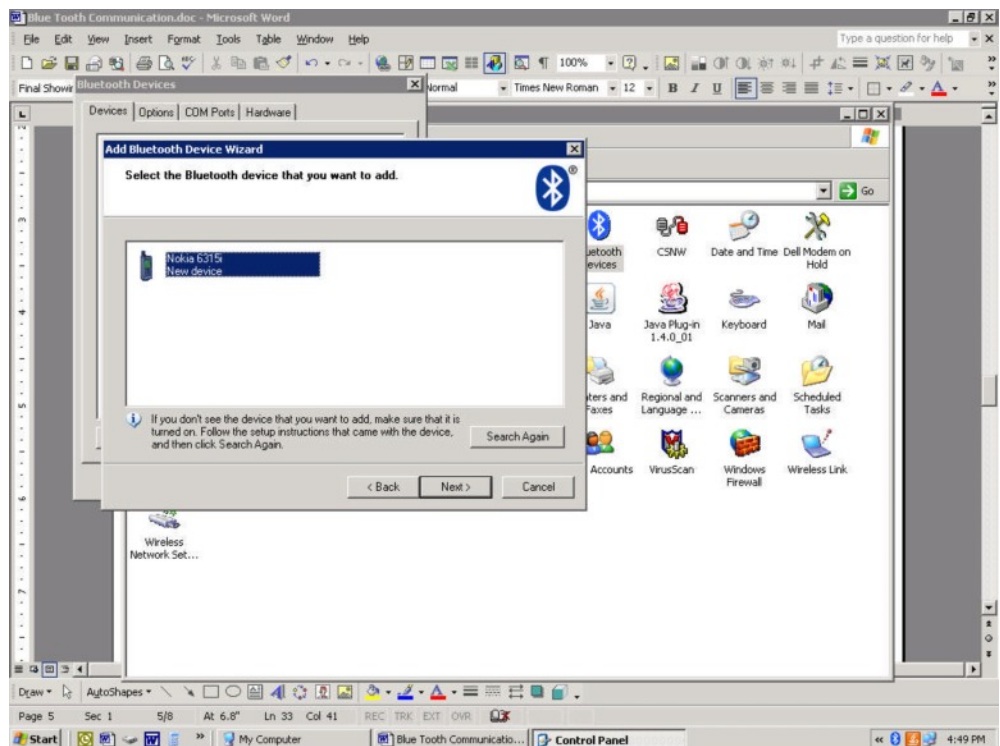 Blue Tooth Communication.doc - Microsoft Word
File Edit View Insert Format Tools Table Window Help
Type a question for help
100%
Final Showin
Normal
Times New Roman
12
B I U
Bluetooth Devices
Devices Options COM Ports Hardware
Add Bluetooth Device Wizard
Select the Bluetooth device that you want to add.
Nokia 6315i
New device
If you don't see the device that you want to add, make sure that it is
turned on. Follow the setup instructions that came with the device,
and then click Search Again.
Search Again
< Back
Next >
Cancel
Go
uetooth
evices
CSNW
Date and Time
Dell Modem on
Hold
Java
Java Plug-in
1.4.0_01
Keyboard
Mail
ters and
Faxes
Regional and
Language ...
Scanners and
Cameras
Scheduled
Tasks
Accounts
VirusScan
Windows
Firewall
Wireless Link
Wireless
Network Set...
Draw
AutoShapes
Page 5 Sec 1 5/8 At 6.8" Ln 33 Col 41 REC TRK EXT OVR
Start
My Computer
Blue Tooth Communicatio...
Control Panel
4:49 PM